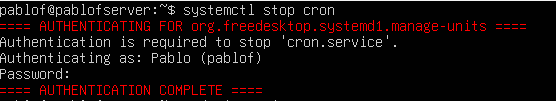 pablof@pablofserver:~$ systemctl stop cron
==== AUTHENTICATING FOR org.freedesktop.systemd1.manage-units ====
Authentication is required to stop 'cron.service'.
Authenticating as: Pablo (pablof)
Password:
==== AUTHENTICATION COMPLETE ====